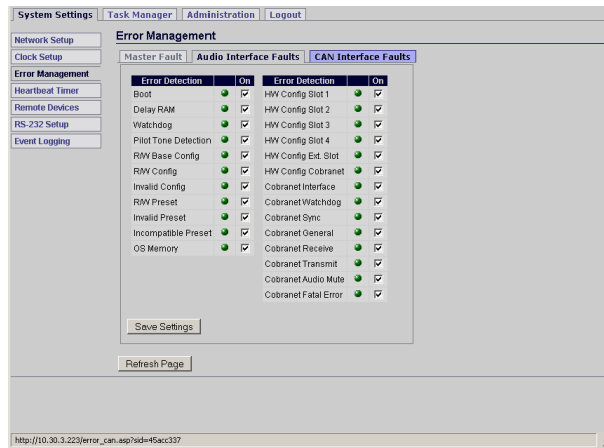 System Settings Task Manager Administration Logout
Network Setup
Clock Setup
Error Management
Heartbeat Timer
Remote Devices
RS-232 Setup
Event Logging
Error Management
Master Fault Audio Interface Faults CAN Interface Faults
Error Detection On
Boot
Delay RAM
Watchdog
Pilot Tone Detection
R/W Base Config
R/W Config
Invalid Config
R/W Preset
Invalid Preset
Incompatible Preset
OS Memory
Error Detection On
HW Config Slot 1
HW Config Slot 2
HW Config Slot 3
HW Config Slot 4
HW Config Ext. Slot
HW Config Cobranet
Cobranet Interface
Cobranet Watchdog
Cobranet Sync
Cobranet General
Cobranet Receive
Cobranet Transmit
Cobranet Audio Mute
Cobranet Fatal Error
Save Settings
Refresh Page
http://10.30.3.223/error_can.asp?sid=45acc337